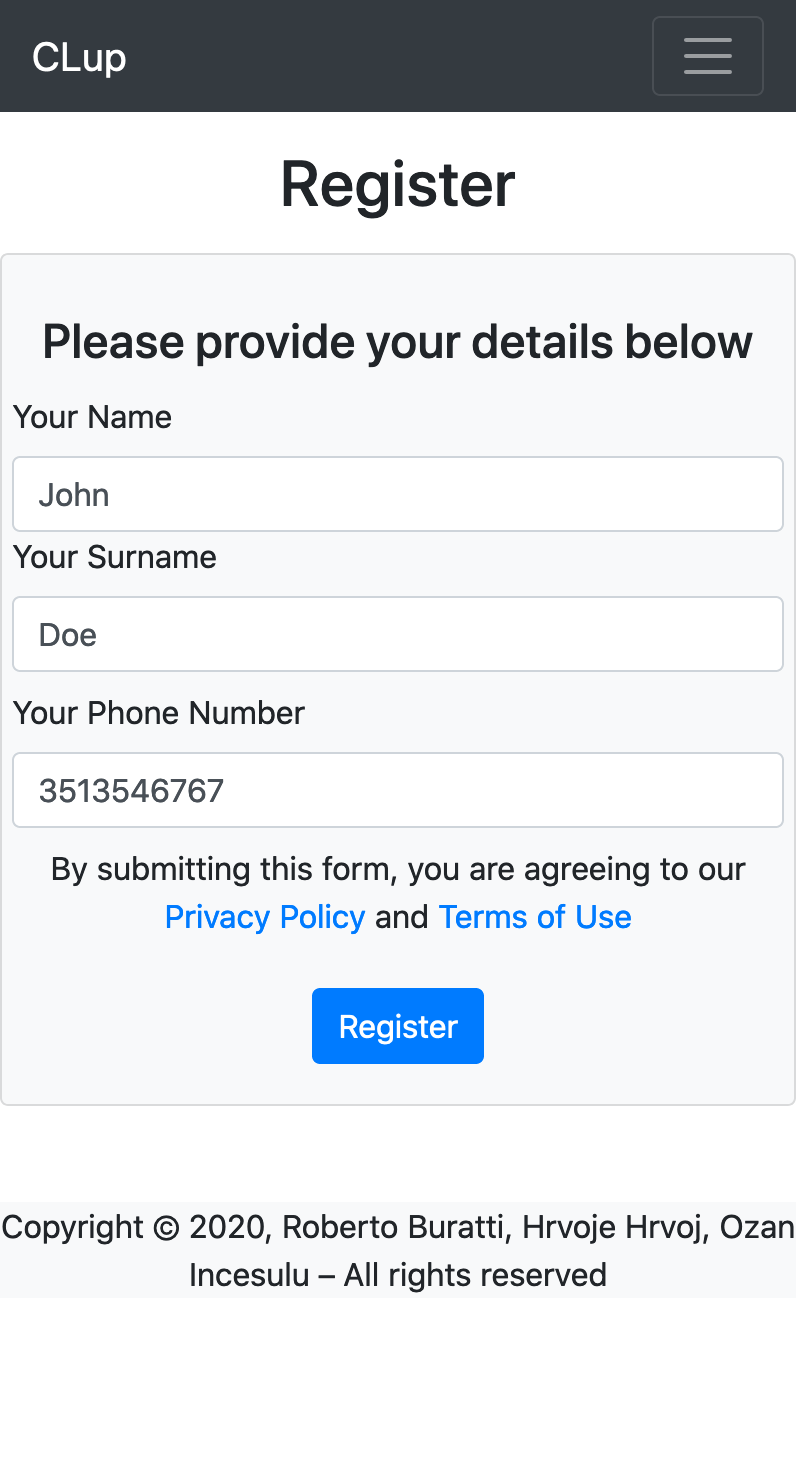 CLup
Register
Please provide your details below
Your Name
John
Your Surname
Doe
Your Phone Number
3513546767
By submitting this form, you are agreeing to our
Privacy Policy and Terms of Use
Register
Copyright © 2020, Roberto Buratti, Hrvoje Hrvoj, Ozan
Incesulu – All rights reserved